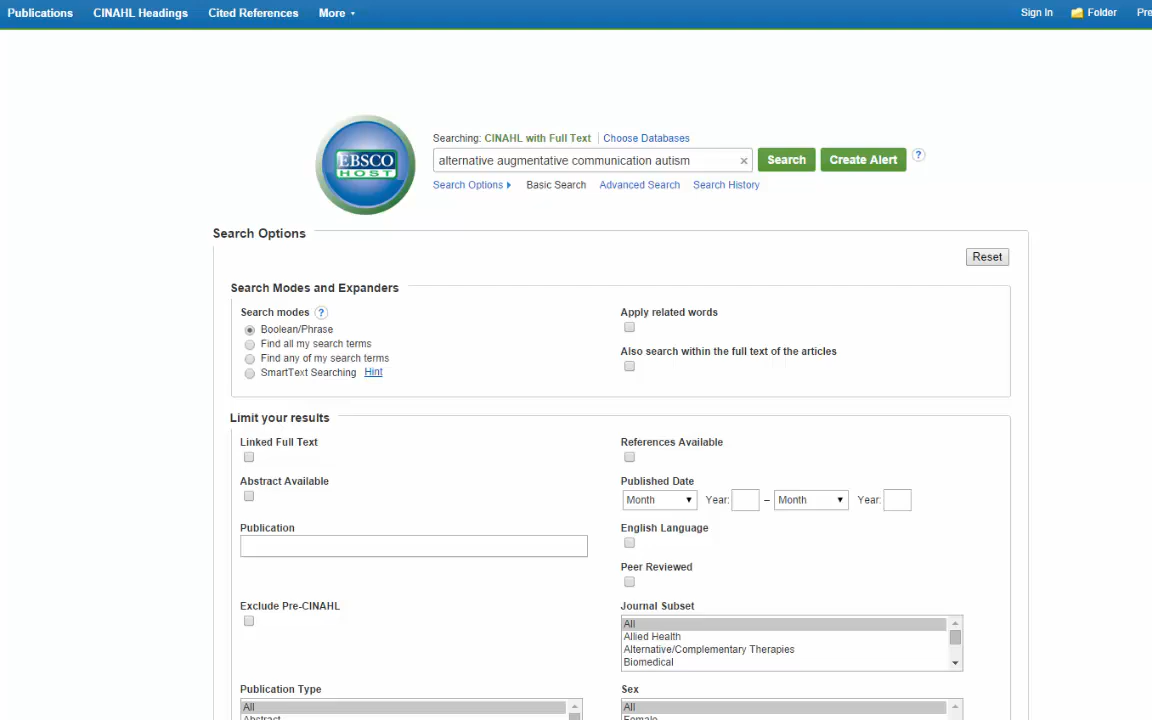 Publications CINAHL Headings Cited References More Sign In Folder Pre
Searching: CINAHL with Full Text Choose Databases
alternative augmentative communication autism × Search Create Alert ?
Search Options Basic Search Advanced Search Search History
EBSCO
HOST
Search Options
Reset
Search Modes and Expanders
Search modes ?
Boolean/Phrase
Find all my search terms
Find any of my search terms
SmartText Searching Hint
Apply related words
Also search within the full text of the articles
Limit your results
Linked Full Text
References Available
Abstract Available
Published Date
Month Year: – Month Year:
Publication
English Language
Peer Reviewed
Exclude Pre-CINAHL
Journal Subset
All
Allied Health
Alternative/Complementary Therapies
Biomedical
Publication Type
All
Abstract
Sex
All
Female